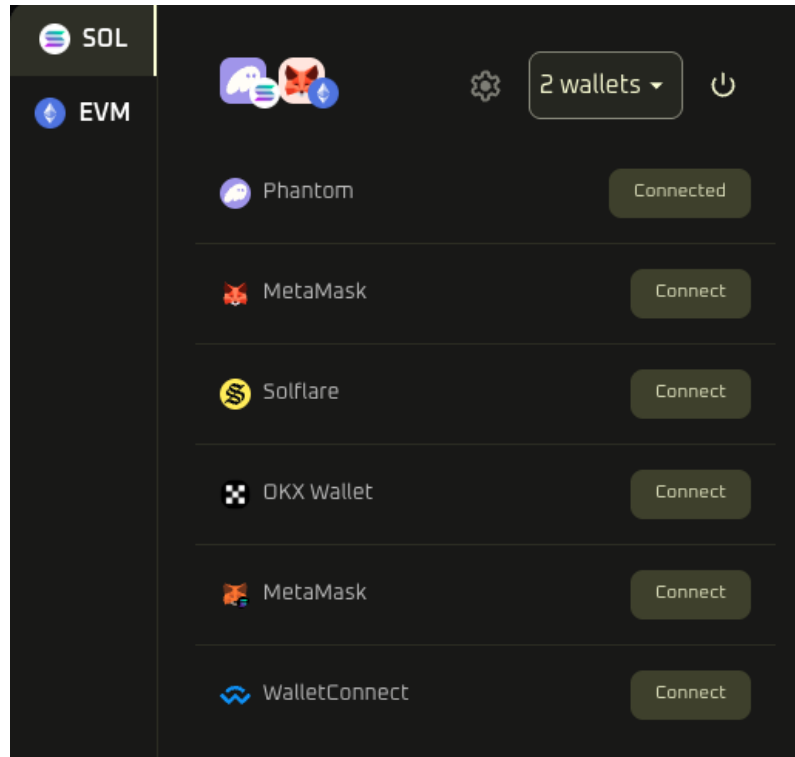 SOL
EVM
2 wallets
Phantom
Connected
MetaMask
Connect
Solflare
Connect
OKX Wallet
Connect
MetaMask
Connect
WalletConnect
Connect